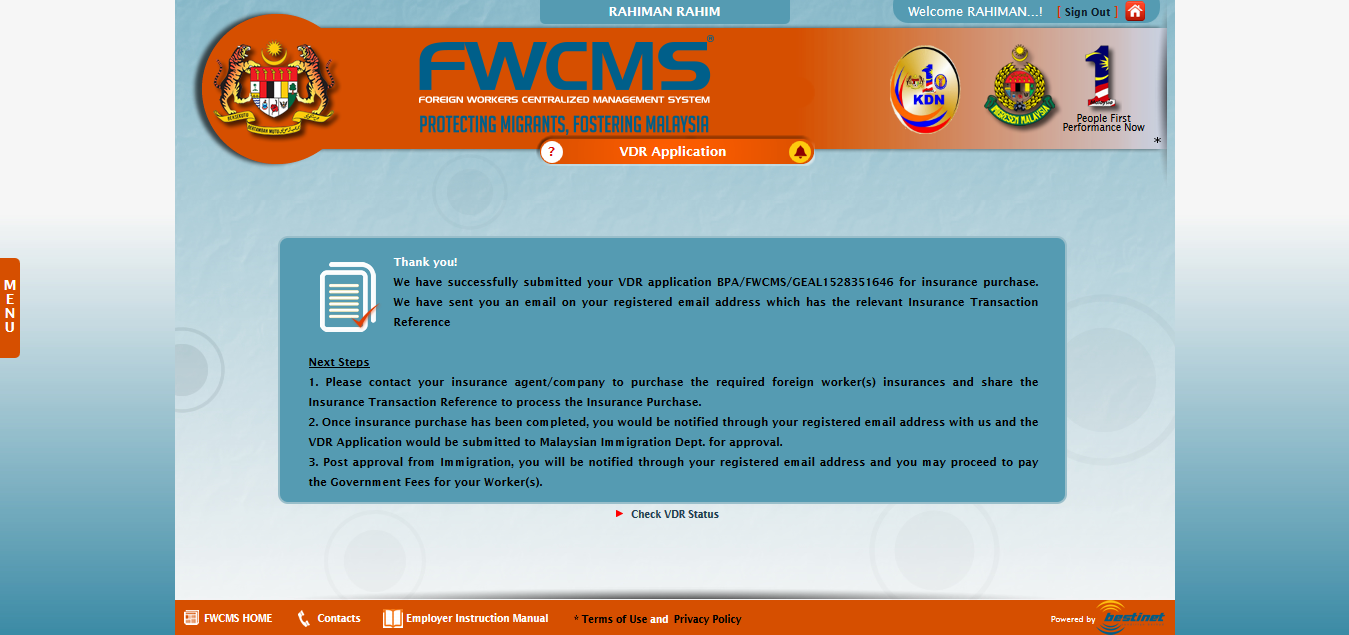 RAHIMAN RAHIM
Welcome RAHIMAN...! [ Sign Out ]
FWCMS®
FOREIGN WORKERS CENTRALIZED MANAGEMENT SYSTEM
PROTECTING MIGRANTS, FOSTERING MALAYSIA
KDN
IMIGRESEN MALAYSIA
1
People First
Performance Now
*
? VDR Application
MENU
Thank you!
We have successfully submitted your VDR application BPA/FWCMS/GEAL1528351646 for insurance purchase.
We have sent you an email on your registered email address which has the relevant Insurance Transaction
Reference
Next Steps
1. Please contact your insurance agent/company to purchase the required foreign worker(s) insurances and share the
Insurance Transaction Reference to process the Insurance Purchase.
2. Once insurance purchase has been completed, you would be notified through your registered email address with us and the
VDR Application would be submitted to Malaysian Immigration Dept. for approval.
3. Post approval from Immigration, you will be notified through your registered email address and you may proceed to pay
the Government Fees for your Worker(s).
Check VDR Status
FWCMS HOME Contacts Employer Instruction Manual * Terms of Use and Privacy Policy Powered by bestinet